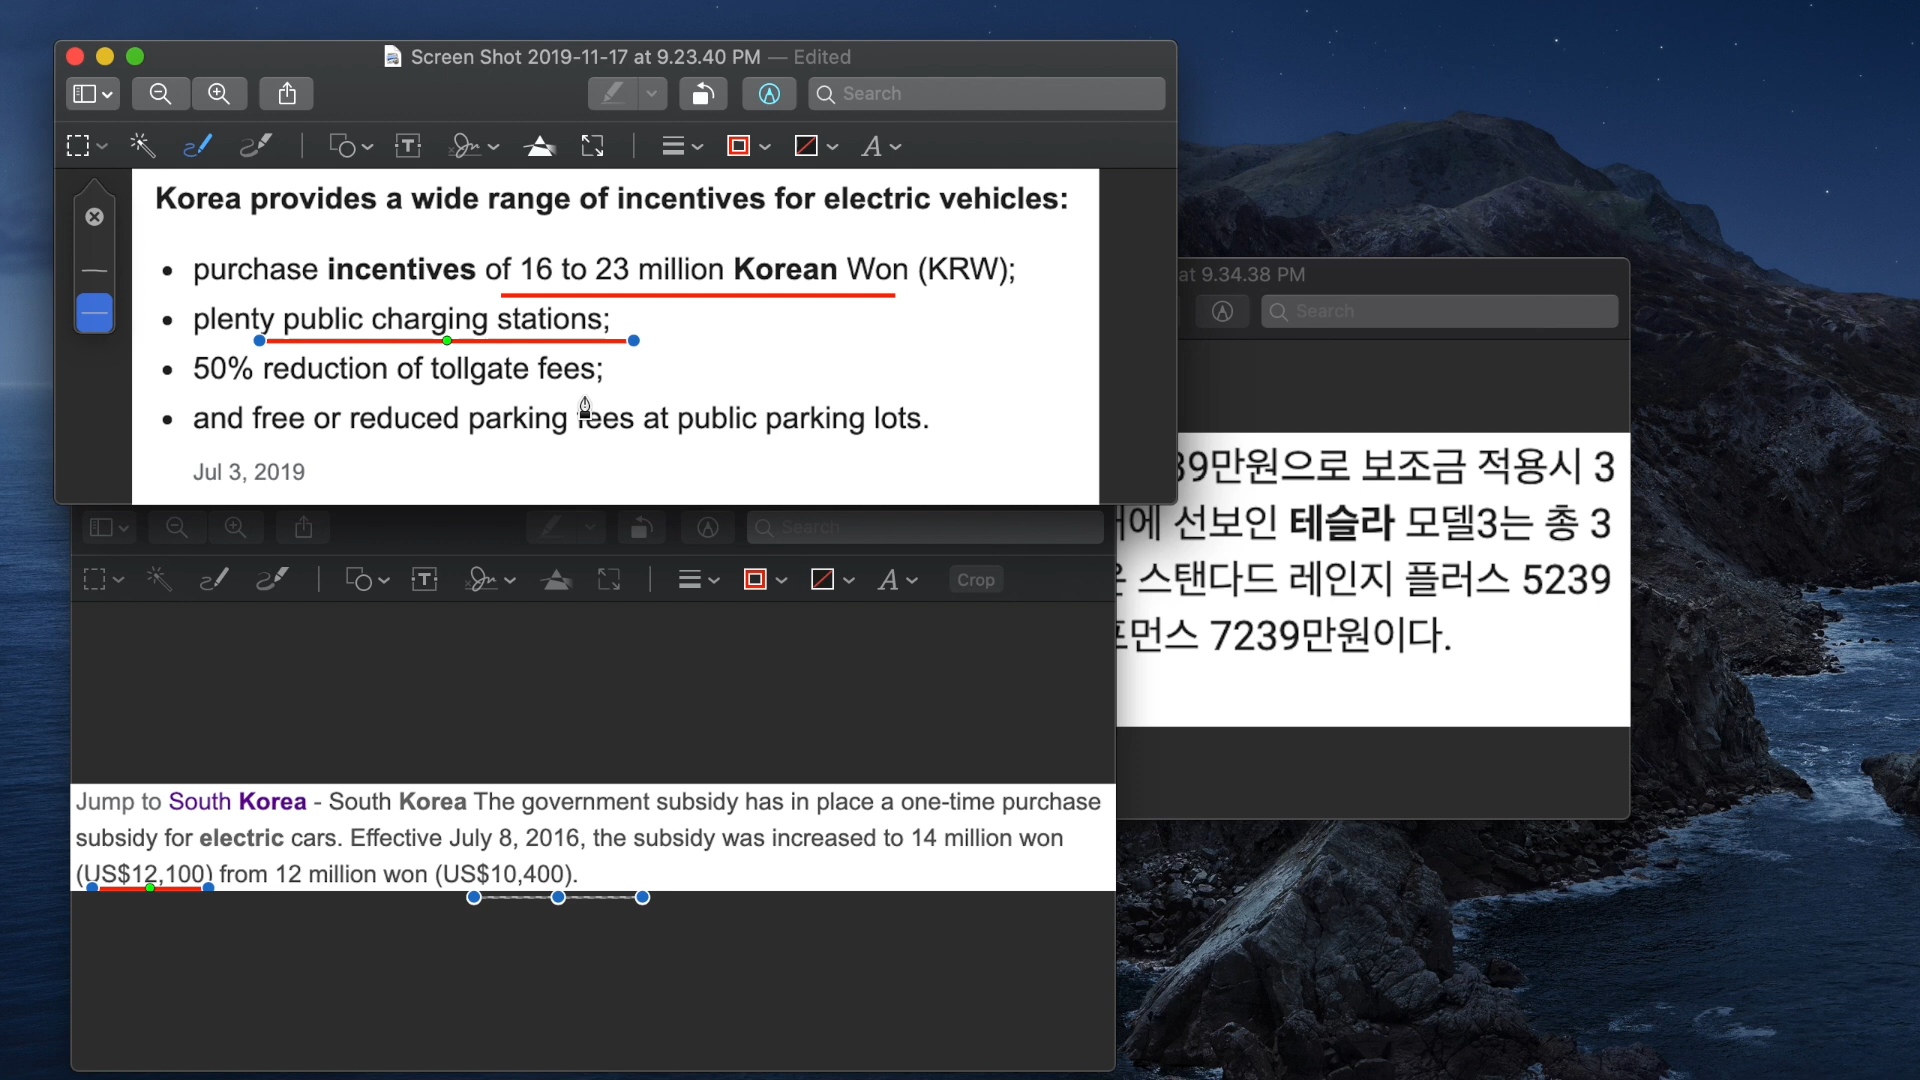 Screen Shot 2019-11-17 at 9.23.40 PM — Edited
Search
Korea provides a wide range of incentives for electric vehicles:
• purchase incentives of 16 to 23 million Korean Won (KRW);
• plenty public charging stations;
• 50% reduction of tollgate fees;
• and free or reduced parking fees at public parking lots.
Jul 3, 2019
at 9.34.38 PM
Search
39만원으로 보조금 적용시 3
에 선보인 테슬라 모델3는 총 3
스탠다드 레인지 플러스 5239
먼스 7239만원이다.
Search
Crop
Jump to South Korea - South Korea The government subsidy has in place a one-time purchase
subsidy for electric cars. Effective July 8, 2016, the subsidy was increased to 14 million won
(US$12,100) from 12 million won (US$10,400).